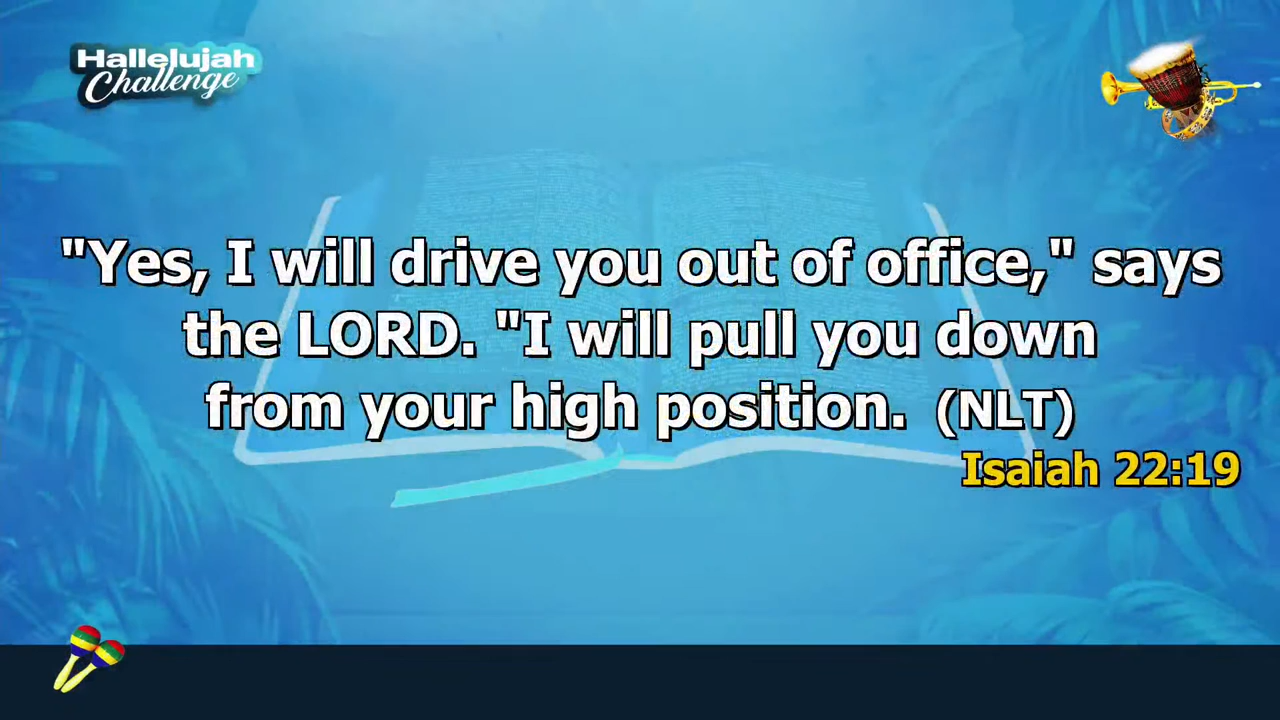 Hallelujah
Challenge
"Yes, I will drive you out of office," says
the LORD. "I will pull you down
from your high position. (NLT)
Isaiah 22:19